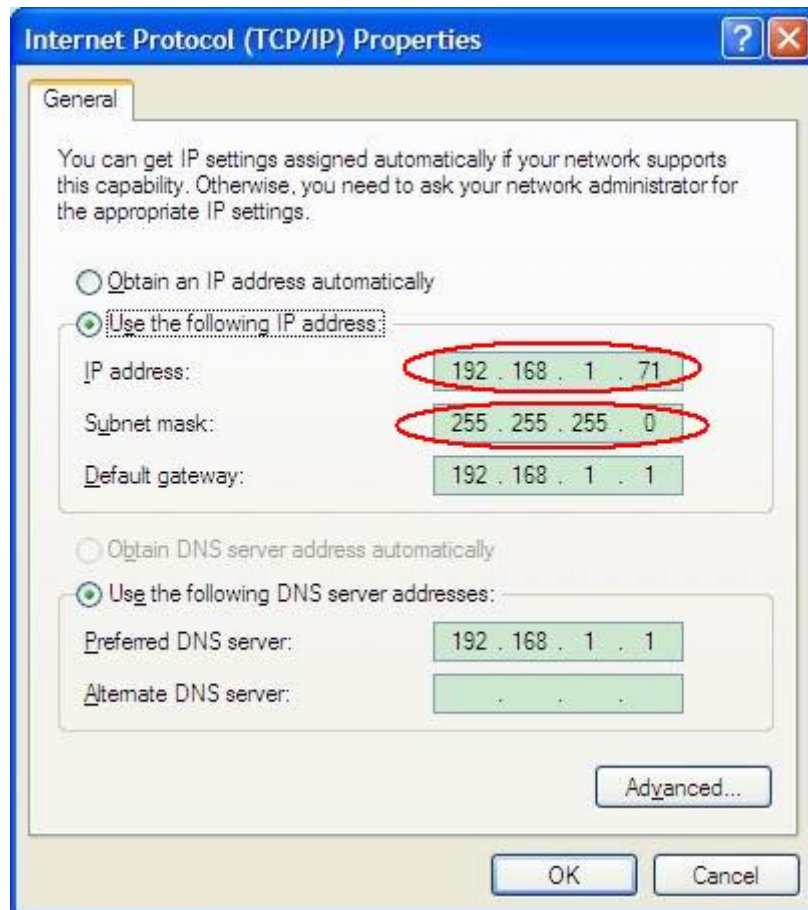 Internet Protocol (TCP/IP) Properties
General
You can get IP settings assigned automatically if your network supports
this capability. Otherwise, you need to ask your network administrator for
the appropriate IP settings.
Obtain an IP address automatically
Use the following IP address:
IP address: 192 . 168 . 1 . 71
Subnet mask: 255 . 255 . 255 . 0
Default gateway: 192 . 168 . 1 . 1
Obtain DNS server address automatically
Use the following DNS server addresses:
Preferred DNS server: 192 . 168 . 1 . 1
Alternate DNS server: . . .
Advanced...
OK Cancel